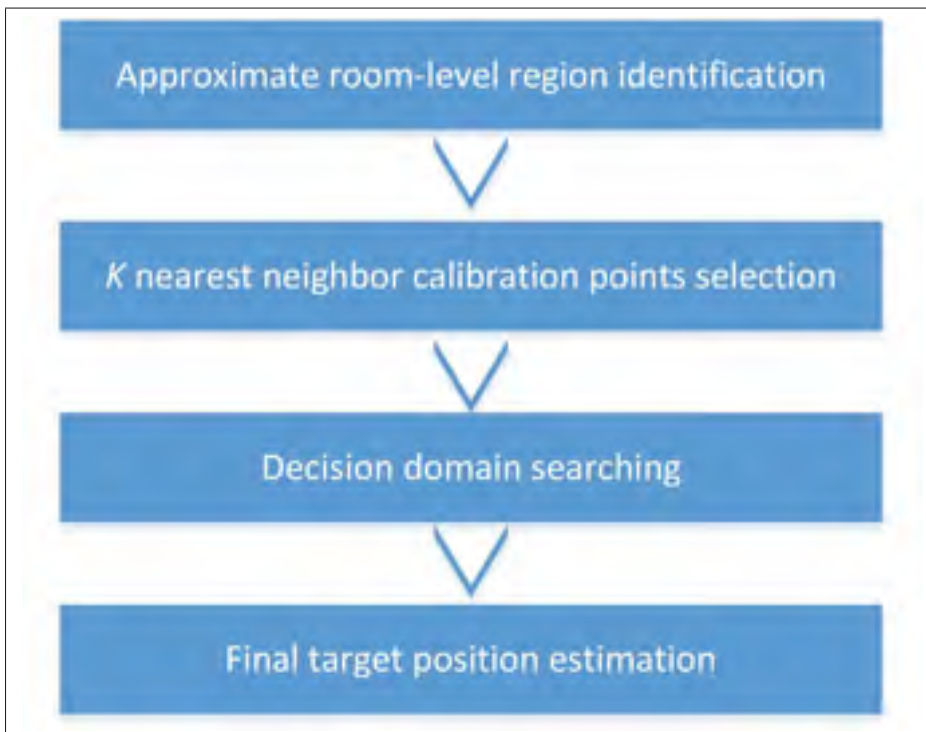 Approximate room-level region identification
K nearest neighbor calibration points selection
Decision domain searching
Final target position estimation